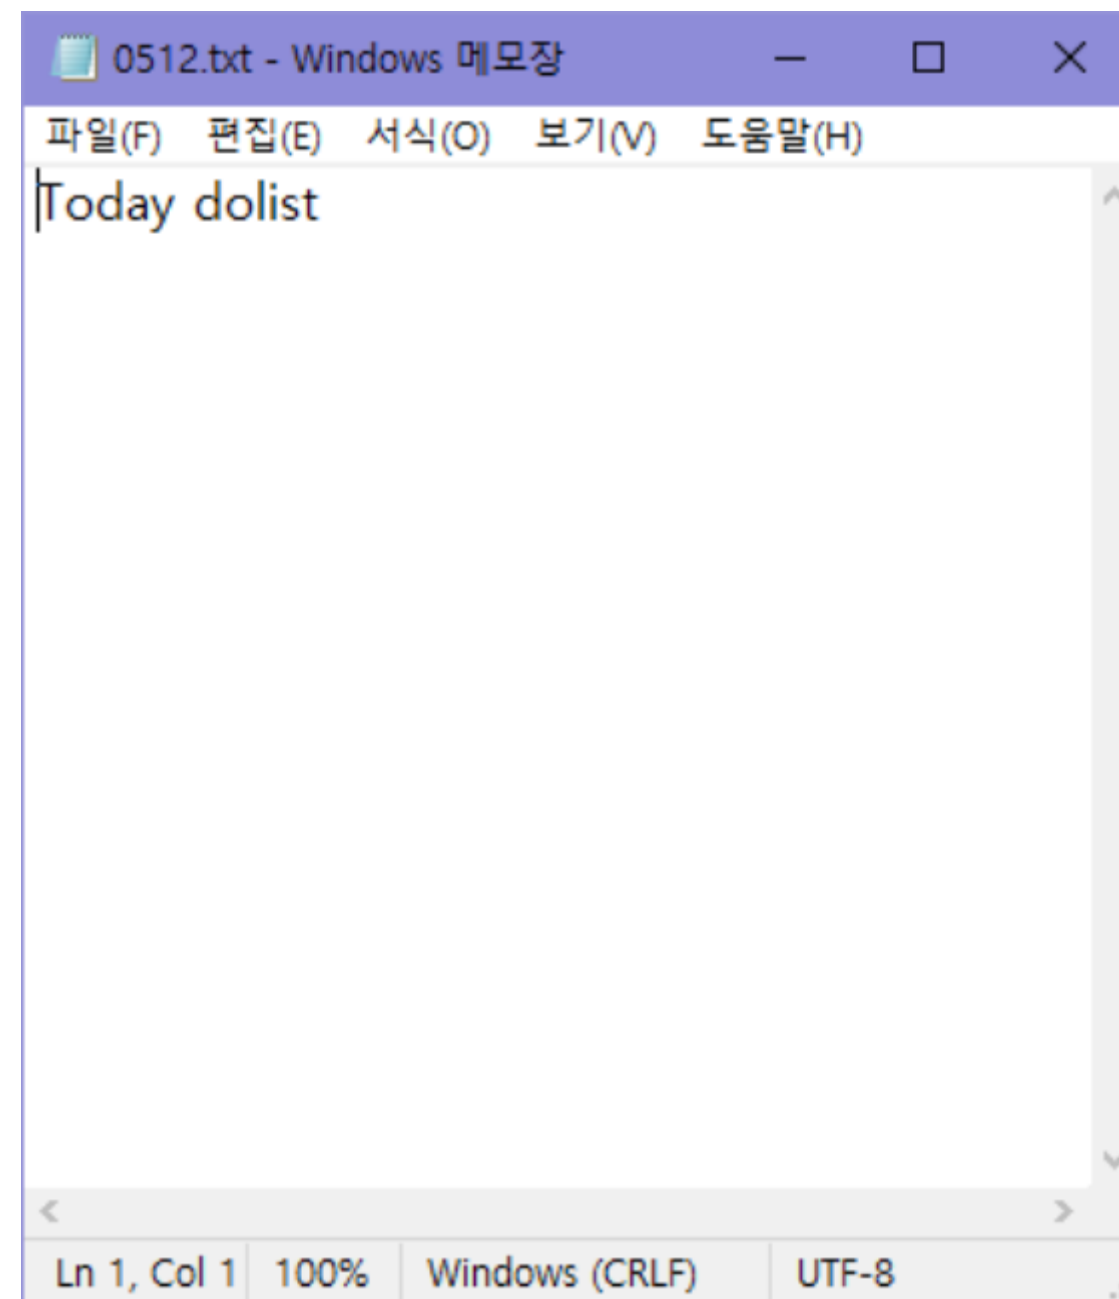 0512.txt - Windows 메모장
파일(F) 편집(E) 서식(O) 보기(V) 도움말(H)
Today dolist
Ln 1, Col 1 100% Windows (CRLF) UTF-8